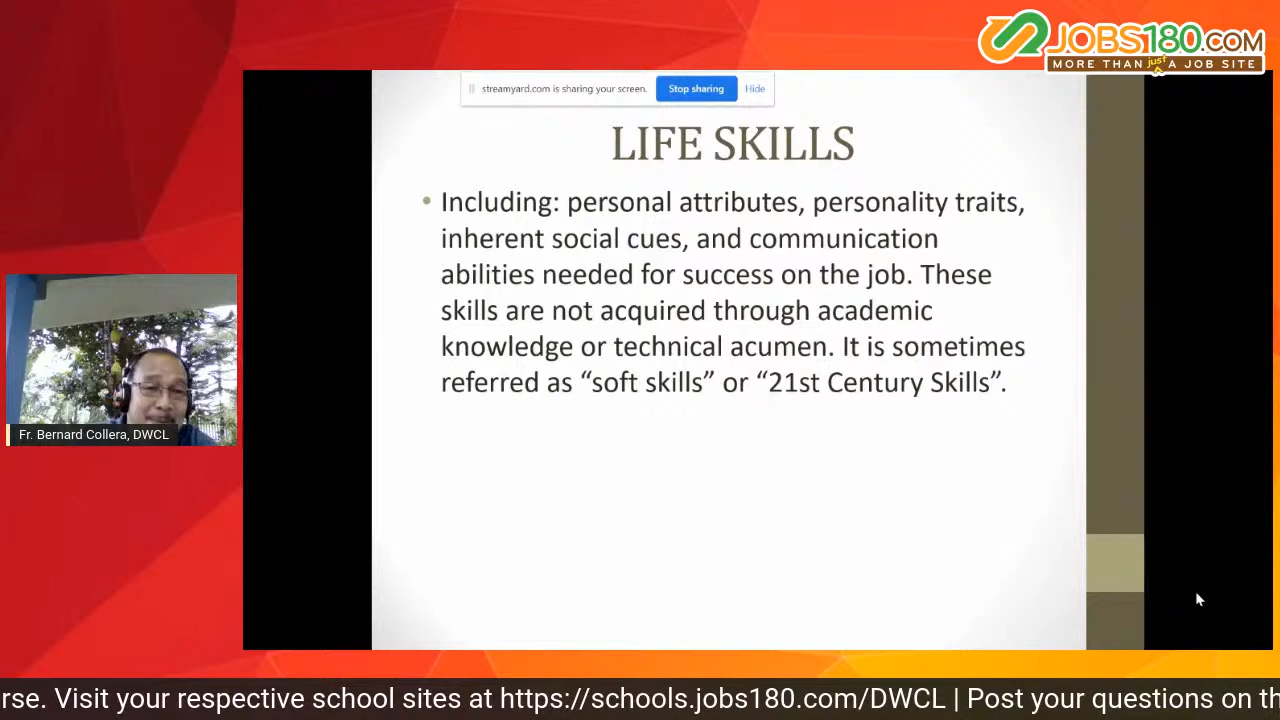 JOBS180.COM
MORE THAN just A JOB SITE
streamyard.com is sharing your screen.
Stop sharing
Hide
LIFE SKILLS
• Including: personal attributes, personality traits,
inherent social cues, and communication
abilities needed for success on the job. These
skills are not acquired through academic
knowledge or technical acumen. It is sometimes
referred as “soft skills” or “21st Century Skills”.
Fr. Bernard Collera, DWCL
rse. Visit your respective school sites at https://schools.jobs180.com/DWCL | Post your questions on th